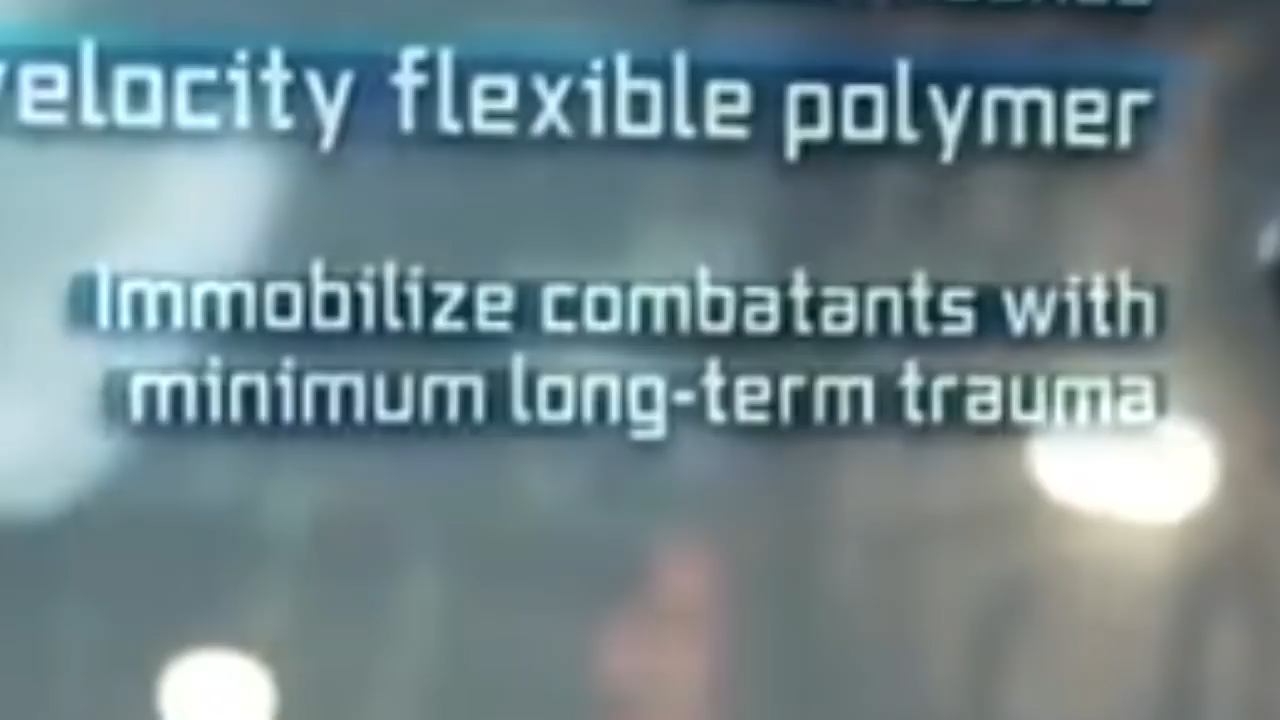 velocity flexible polymer
Immobilize combatants with
minimum long-term trauma